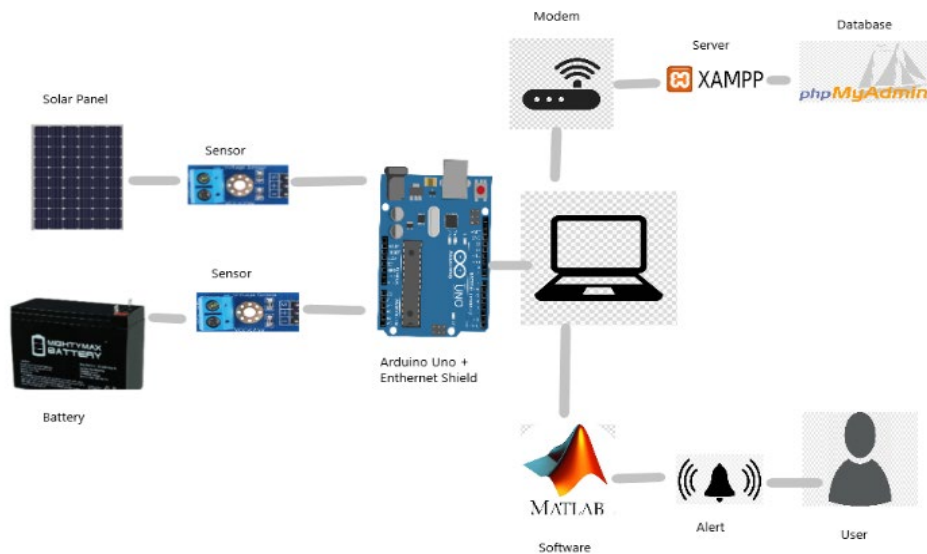 Modem
Server
Database
XAMPP
phpMyAdmin
Solar Panel
Sensor
Sensor
UNO
MIGHTYMAX
BATTERY
Arduino Uno +
Enthernet Shield
Battery
MATLAB
Software
Alert
User